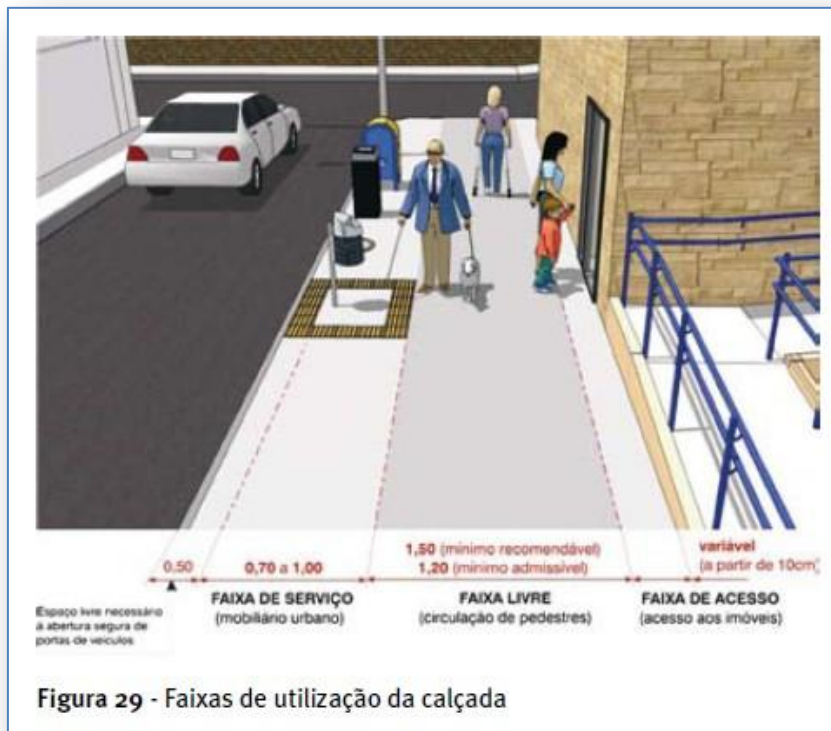 0.50
0,70 a 1,00
1,50 (mínimo recomendável)
1,20 (mínimo admissível)
variável
(a partir de 10cm)
Espaço livre necessário
à abertura segura de
portas de veículos
FAIXA DE SERVIÇO
(mobiliário urbano)
FAIXA LIVRE
(circulação de pedestres)
FAIXA DE ACESSO
(acesso aos imóveis)
Figura 29 - Faixas de utilização da calçada